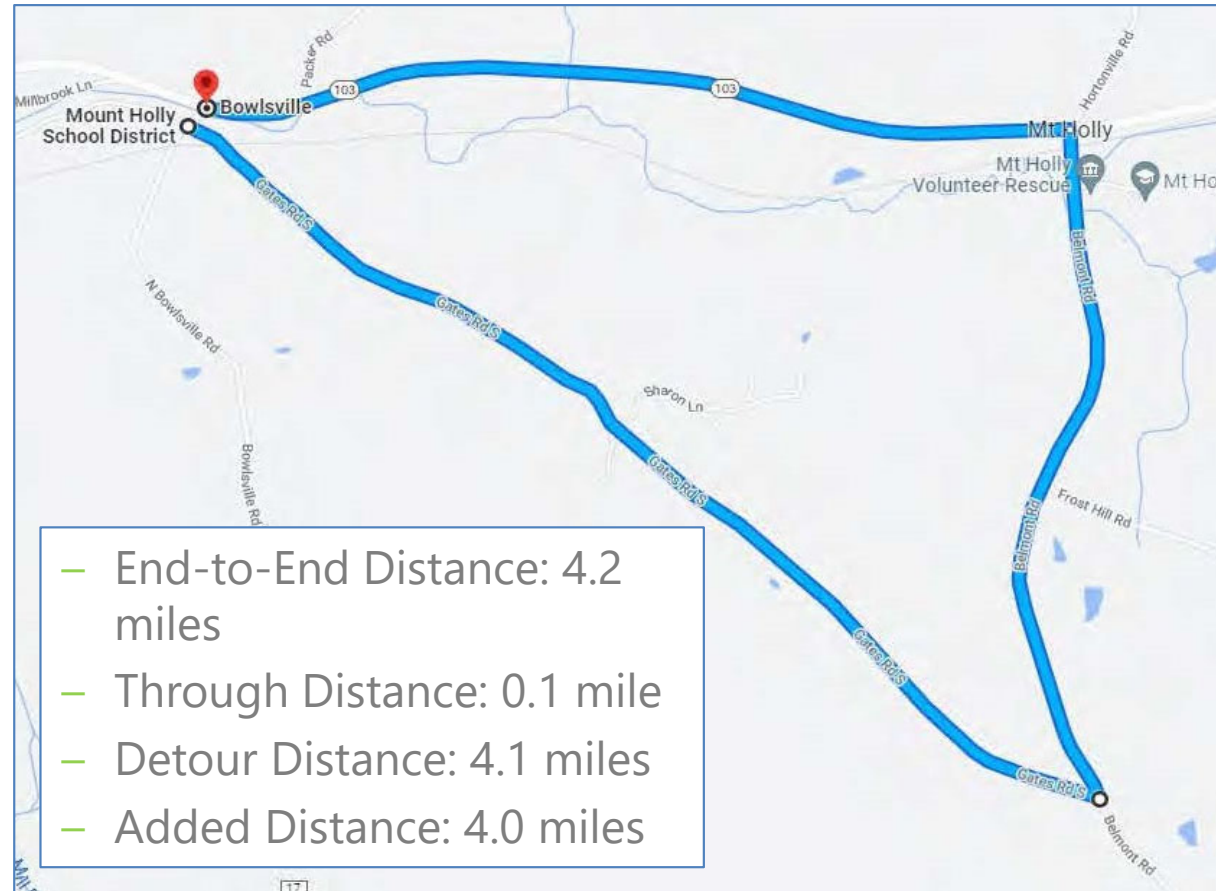 Packer Rd
Millbrook Ln
103
103
Hortonville Rd
Bowlsville
Mount Holly
School District
Mt Holly
Mt Holly
Volunteer Rescue
Mt Ho
Gates Rd S
Belmont Rd
N Bowlsville Rd
Gates Rd S
Sharon Ln
Bowlsville Rd
Gates Rd S
Frost Hill Rd
Belmont Rd
– End-to-End Distance: 4.2
miles
– Through Distance: 0.1 mile
– Detour Distance: 4.1 miles
– Added Distance: 4.0 miles
Gates Rd S
Gates Rd S
Belmont Rd
17